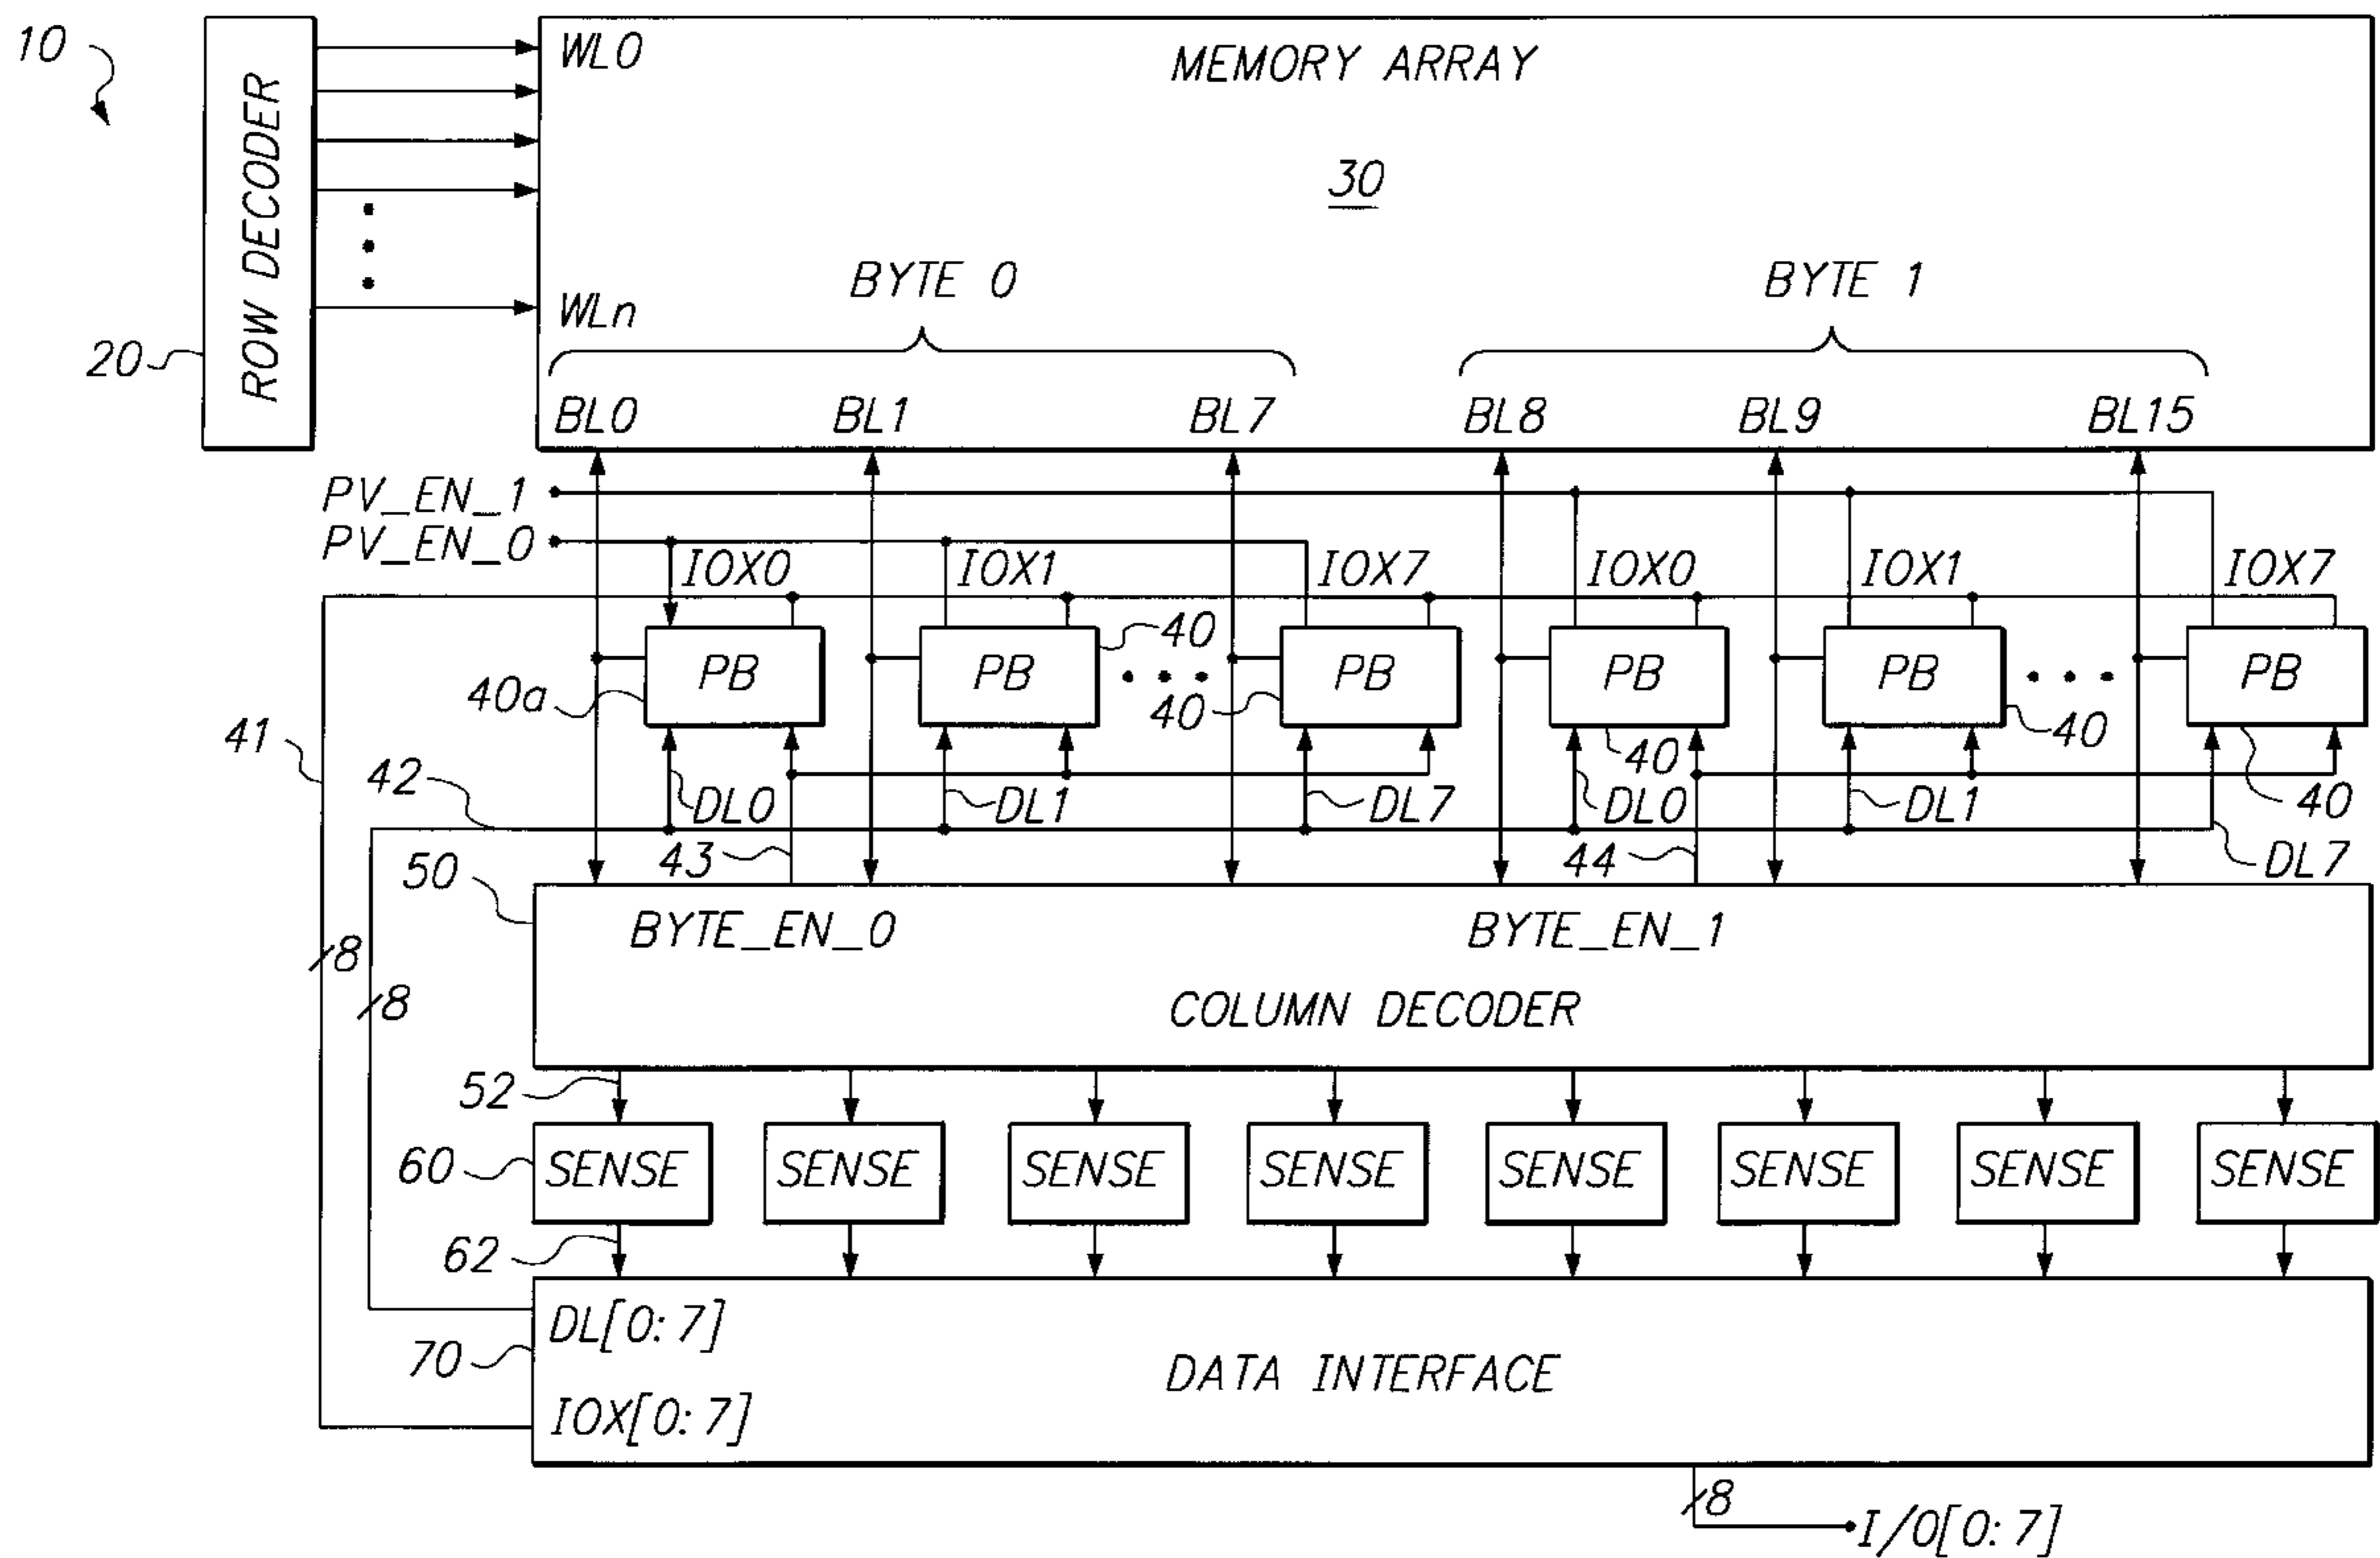 10
ROW DECODER
20
WL0
MEMORY ARRAY
30
WLn
BYTE 0
BYTE 1
BL0 BL1 BL7 BL8 BL9 BL15
PV_EN_1
PV_EN_0
IOX0 IOX1 IOX7 IOX0 IOX1 IOX7
PB PB PB PB PB PB
40a 40 40 40 40 40
41
42
DL0 DL1 DL7 DL0 DL1 DL7
43 44
50
BYTE_EN_0 BYTE_EN_1
COLUMN DECODER
8
8
52
60
SENSE SENSE SENSE SENSE SENSE SENSE SENSE SENSE
62
DL[0:7]
70
DATA INTERFACE
IOX[0:7]
8
I/O[0:7]